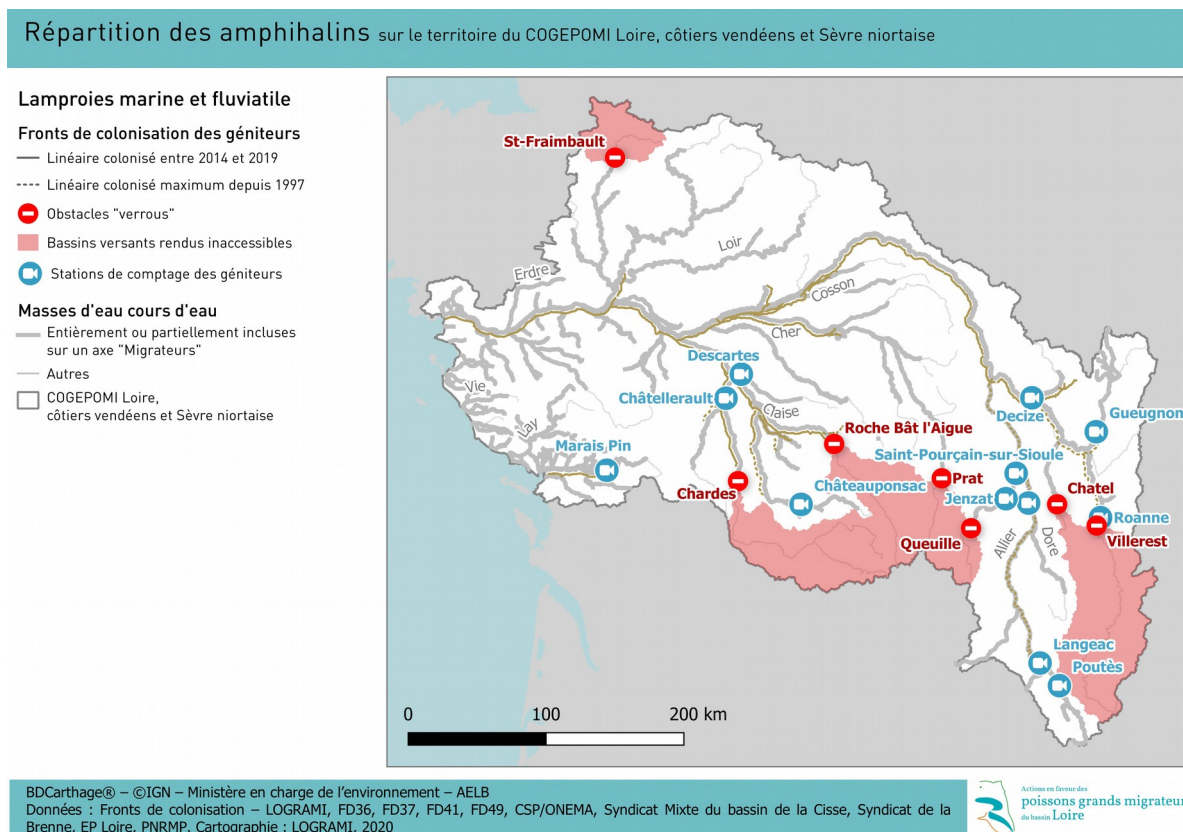 Répartition des amphihalins sur le territoire du COGEPOMI Loire, côtiers vendéens et Sèvre niortaise
Lamproies marine et fluviatile
Fronts de colonisation des géniteurs
Linéaire colonisé entre 2014 et 2019
Linéaire colonisé maximum depuis 1997
Obstacles "verrous"
Bassins versants rendus inaccessibles
Stations de comptage des géniteurs
Masses d'eau cours d'eau
Entièrement ou partiellement incluses
sur un axe "Migrateurs"
Autres
COGEPOMI Loire,
côtiers vendéens et Sèvre niortaise
St-Fraimbault
Loir
Erdre
Cosson
Cher
Descartes
Vie
Châtellerault
Claise
Decize
Gueugnon
Lay
Roche Bât l'Aigue
Marais Pin
Saint-Pourçain-sur-Sioule
Chardes
Châteauponsac
Prat
Jenzat
Chatel
Roanne
Queuille
Allier
Dore
Villerest
Langeac
Poutès
0 100 200 km
BDCarthage® – ©IGN – Ministère en charge de l'environnement – AELB
Données : Fronts de colonisation – LOGRAMI, FD36, FD37, FD41, FD49, CSP/ONEMA, Syndicat Mixte du bassin de la Cisse, Syndicat de la
Brenne, EP Loire, PNRMP. Cartographie : LOGRAMI, 2020
Actions en faveur des
poissons grands migrateurs
du bassin Loire